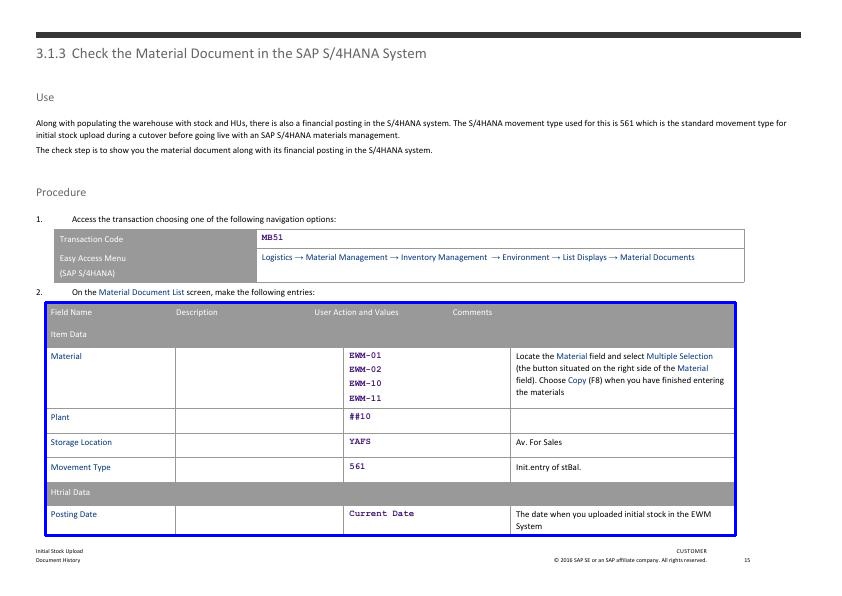 3.1.3 Check the Material Document in the SAP S/4HANA System
Use
Along with populating the warehouse with stock and HUs, there is also a financial posting in the S/4HANA system. The S/4HANA movement type used for this is 561 which is the standard movement type for
initial stock upload during a cutover before going live with an SAP S/4HANA materials management.
The check step is to show you the material document along with its financial posting in the S/4HANA system.
Procedure
1. Access the transaction choosing one of the following navigation options:
Transaction Code MB51
Easy Access Menu Logistics → Material Management → Inventory Management → Environment → List Displays → Material Documents
(SAP S/4HANA)
2. On the Material Document List screen, make the following entries:
Field Name Description User Action and Values Comments
Item Data
Material EWM-01 Locate the Material field and select Multiple Selection
EWM-02 (the button situated on the right side of the Material
EWM-10 field). Choose Copy (F8) when you have finished entering
EWM-11 the materials
Plant ##10
Storage Location YAFS Av. For Sales
Movement Type 561 Init.entry of stBal.
Htrial Data
Posting Date Current Date The date when you uploaded initial stock in the EWM
System
Initial Stock Upload CUSTOMER
Document History © 2016 SAP SE or an SAP affiliate company. All rights reserved. 15